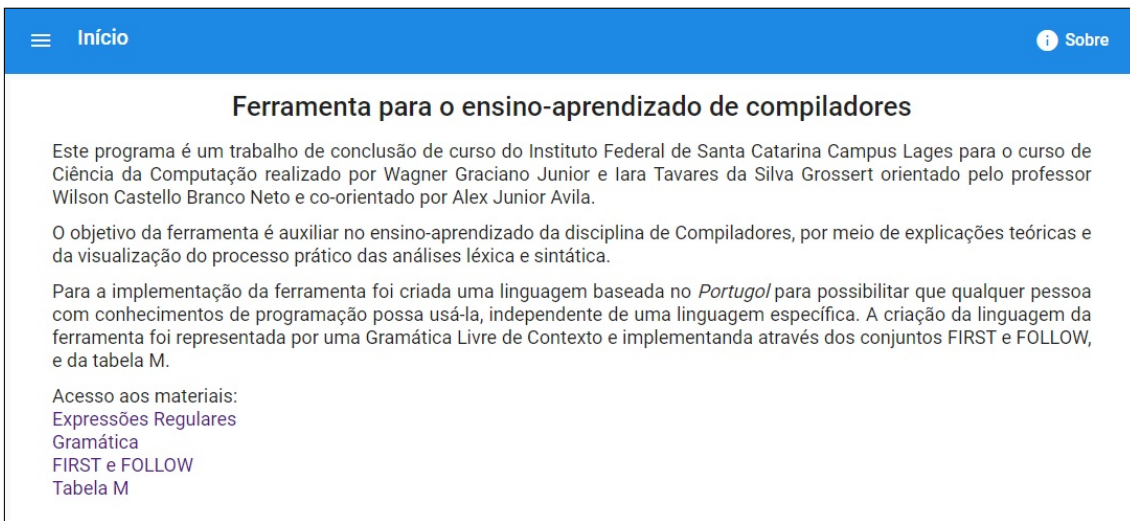 Início
Sobre
Ferramenta para o ensino-aprendizado de compiladores
Este programa é um trabalho de conclusão de curso do Instituto Federal de Santa Catarina Campus Lages para o curso de
Ciência da Computação realizado por Wagner Graciano Junior e Iara Tavares da Silva Grossert orientado pelo professor
Wilson Castello Branco Neto e co-orientado por Alex Junior Avila.
O objetivo da ferramenta é auxiliar no ensino-aprendizado da disciplina de Compiladores, por meio de explicações teóricas e
da visualização do processo prático das análises léxica e sintática.
Para a implementação da ferramenta foi criada uma linguagem baseada no Portugol para possibilitar que qualquer pessoa
com conhecimentos de programação possa usá-la, independente de uma linguagem específica. A criação da linguagem da
ferramenta foi representada por uma Gramática Livre de Contexto e implementanda através dos conjuntos FIRST e FOLLOW,
e da tabela M.
Acesso aos materiais:
Expressões Regulares
Gramática
FIRST e FOLLOW
Tabela M